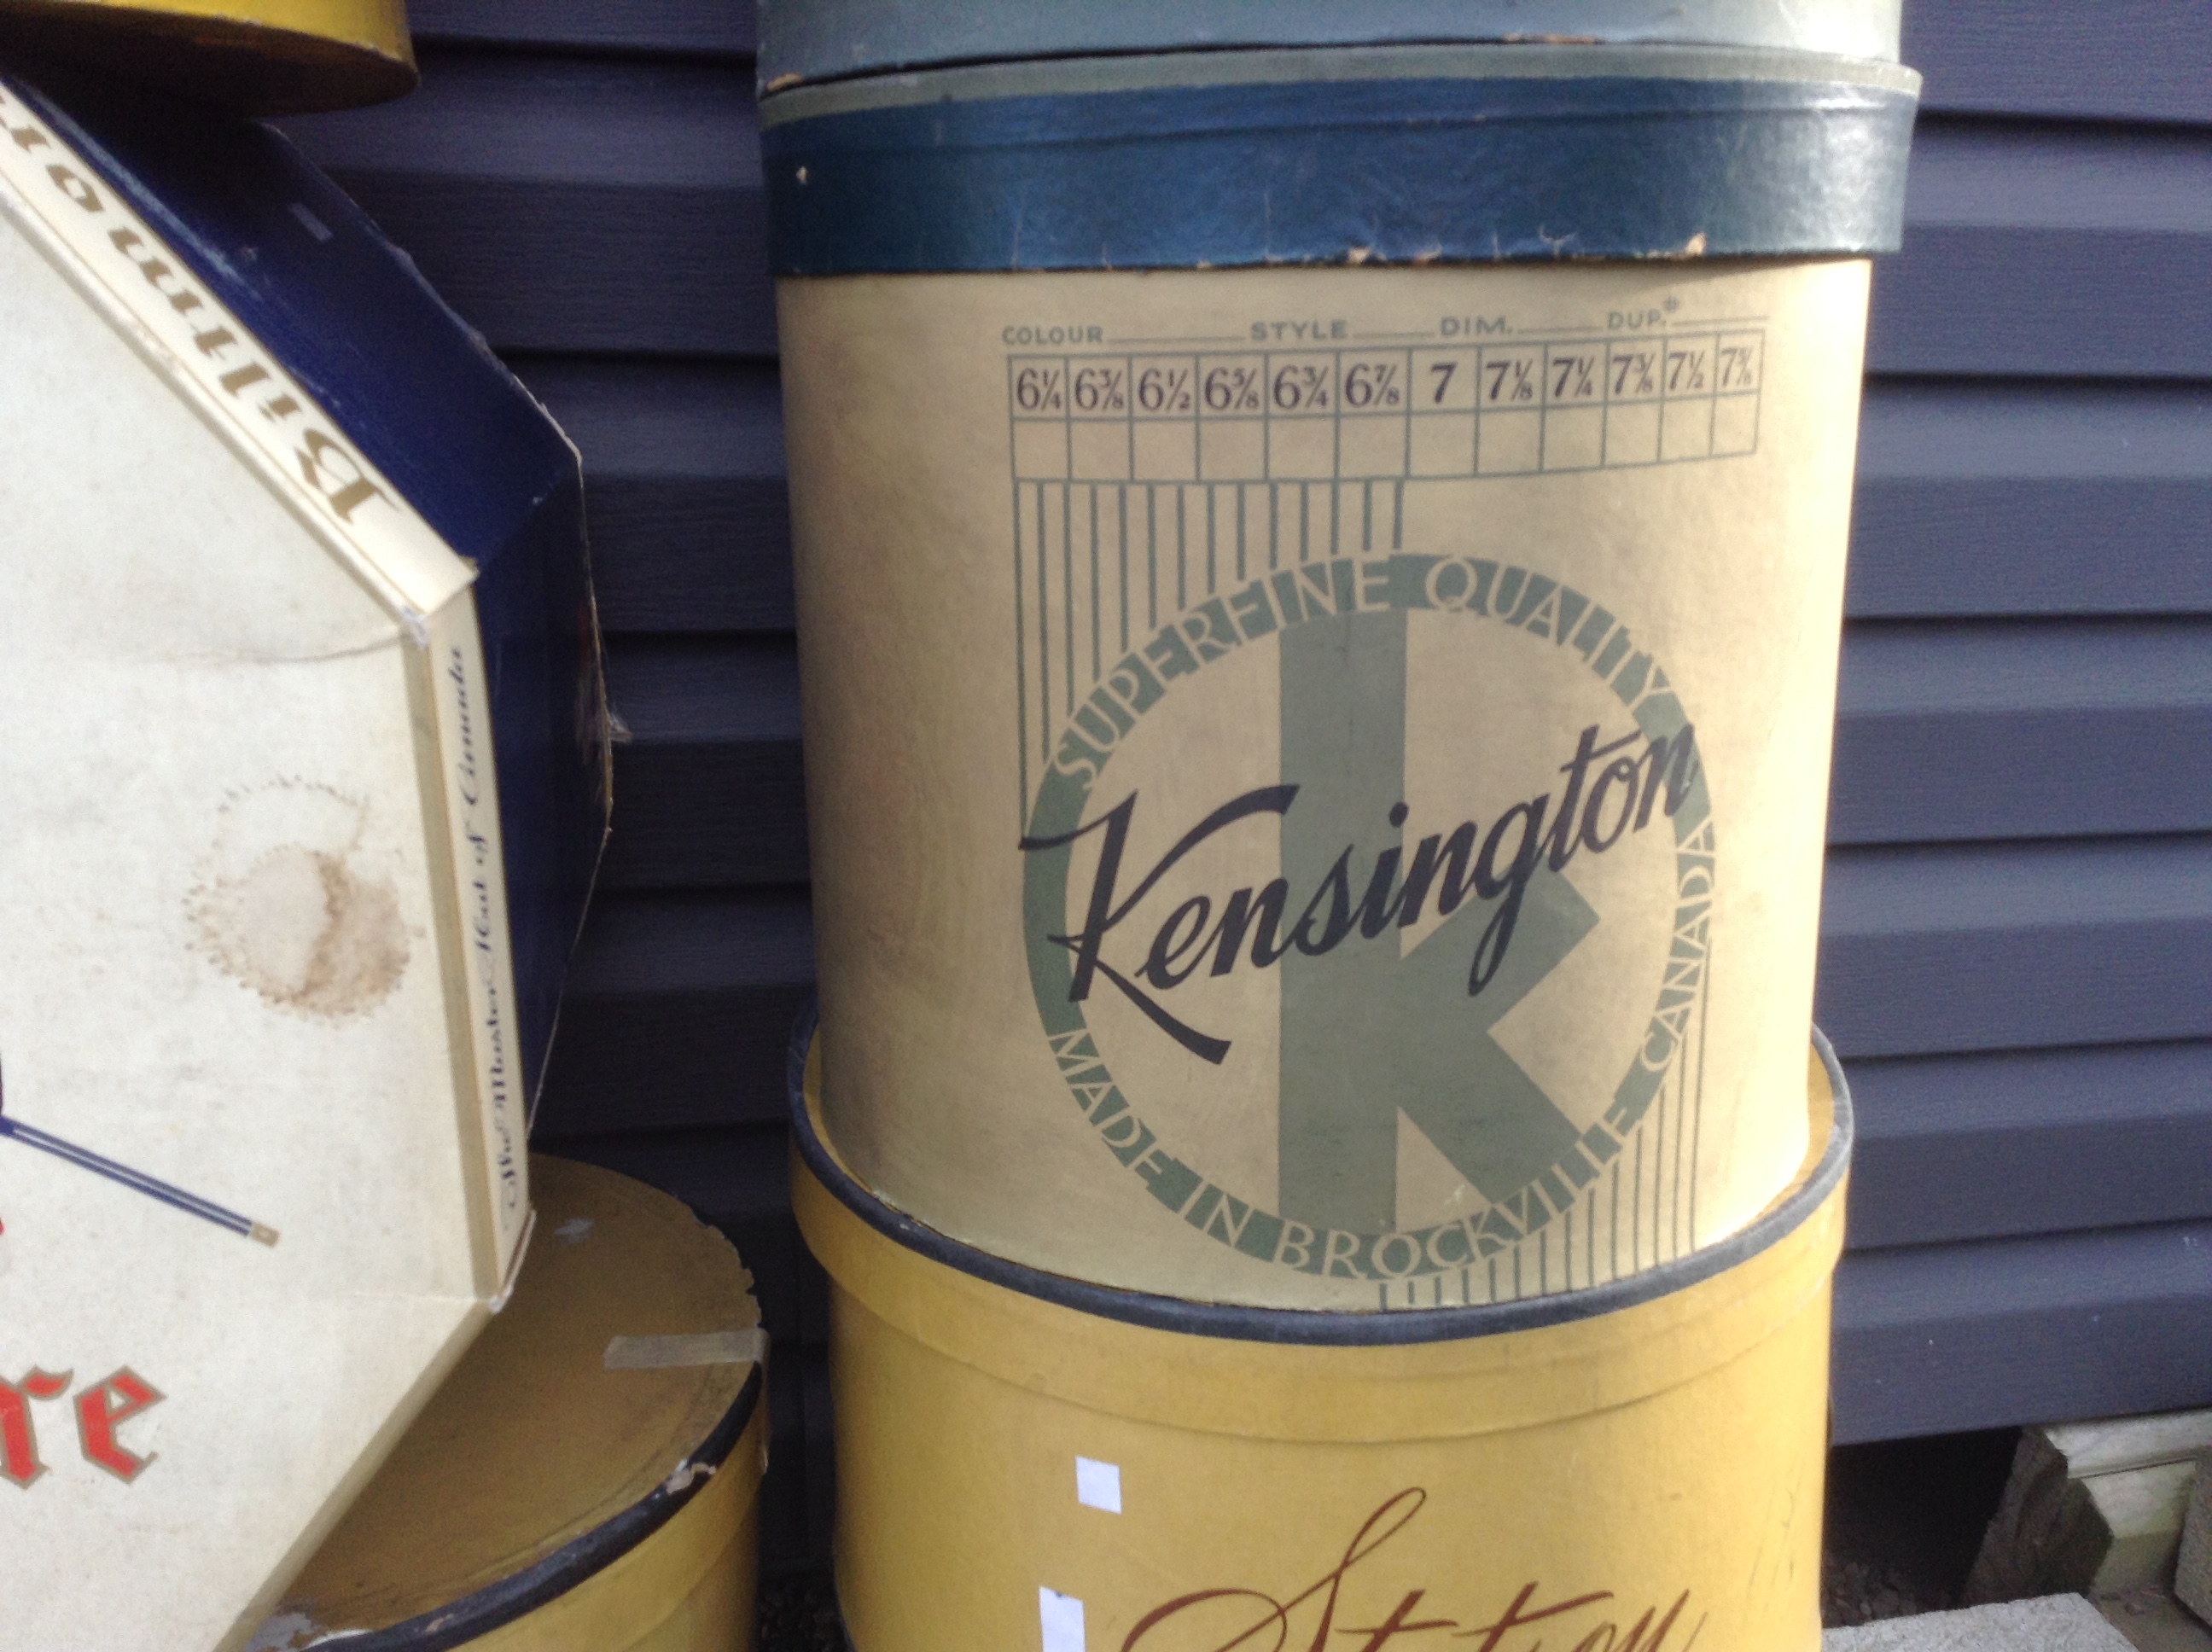 Biltmore
The Master Hat of Canada
re
COLOUR STYLE DIM. DUP.#
6¼ 6⅜ 6½ 6⅝ 6¾ 6⅞ 7 7⅛ 7¼ 7⅜ 7½ 7⅝
SUPERFINE QUALITY
k
Kensington
MADE IN BROCKVILLE CANADA
Stetson